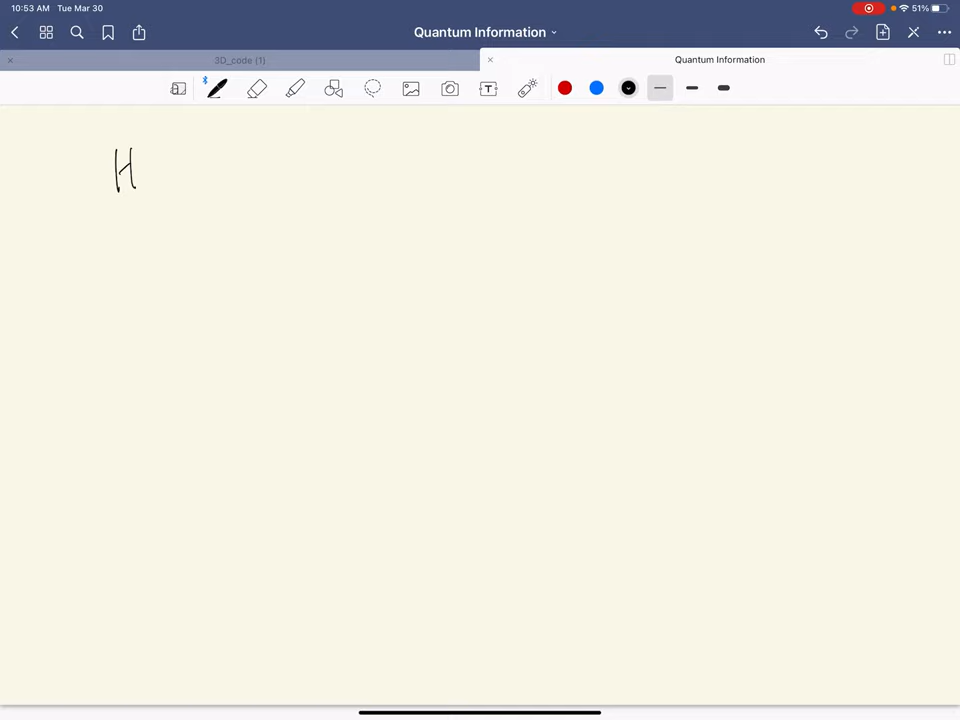 10:53 AM Tue Mar 30
51%
Quantum Information
3D_code (1)
Quantum Information
T
H